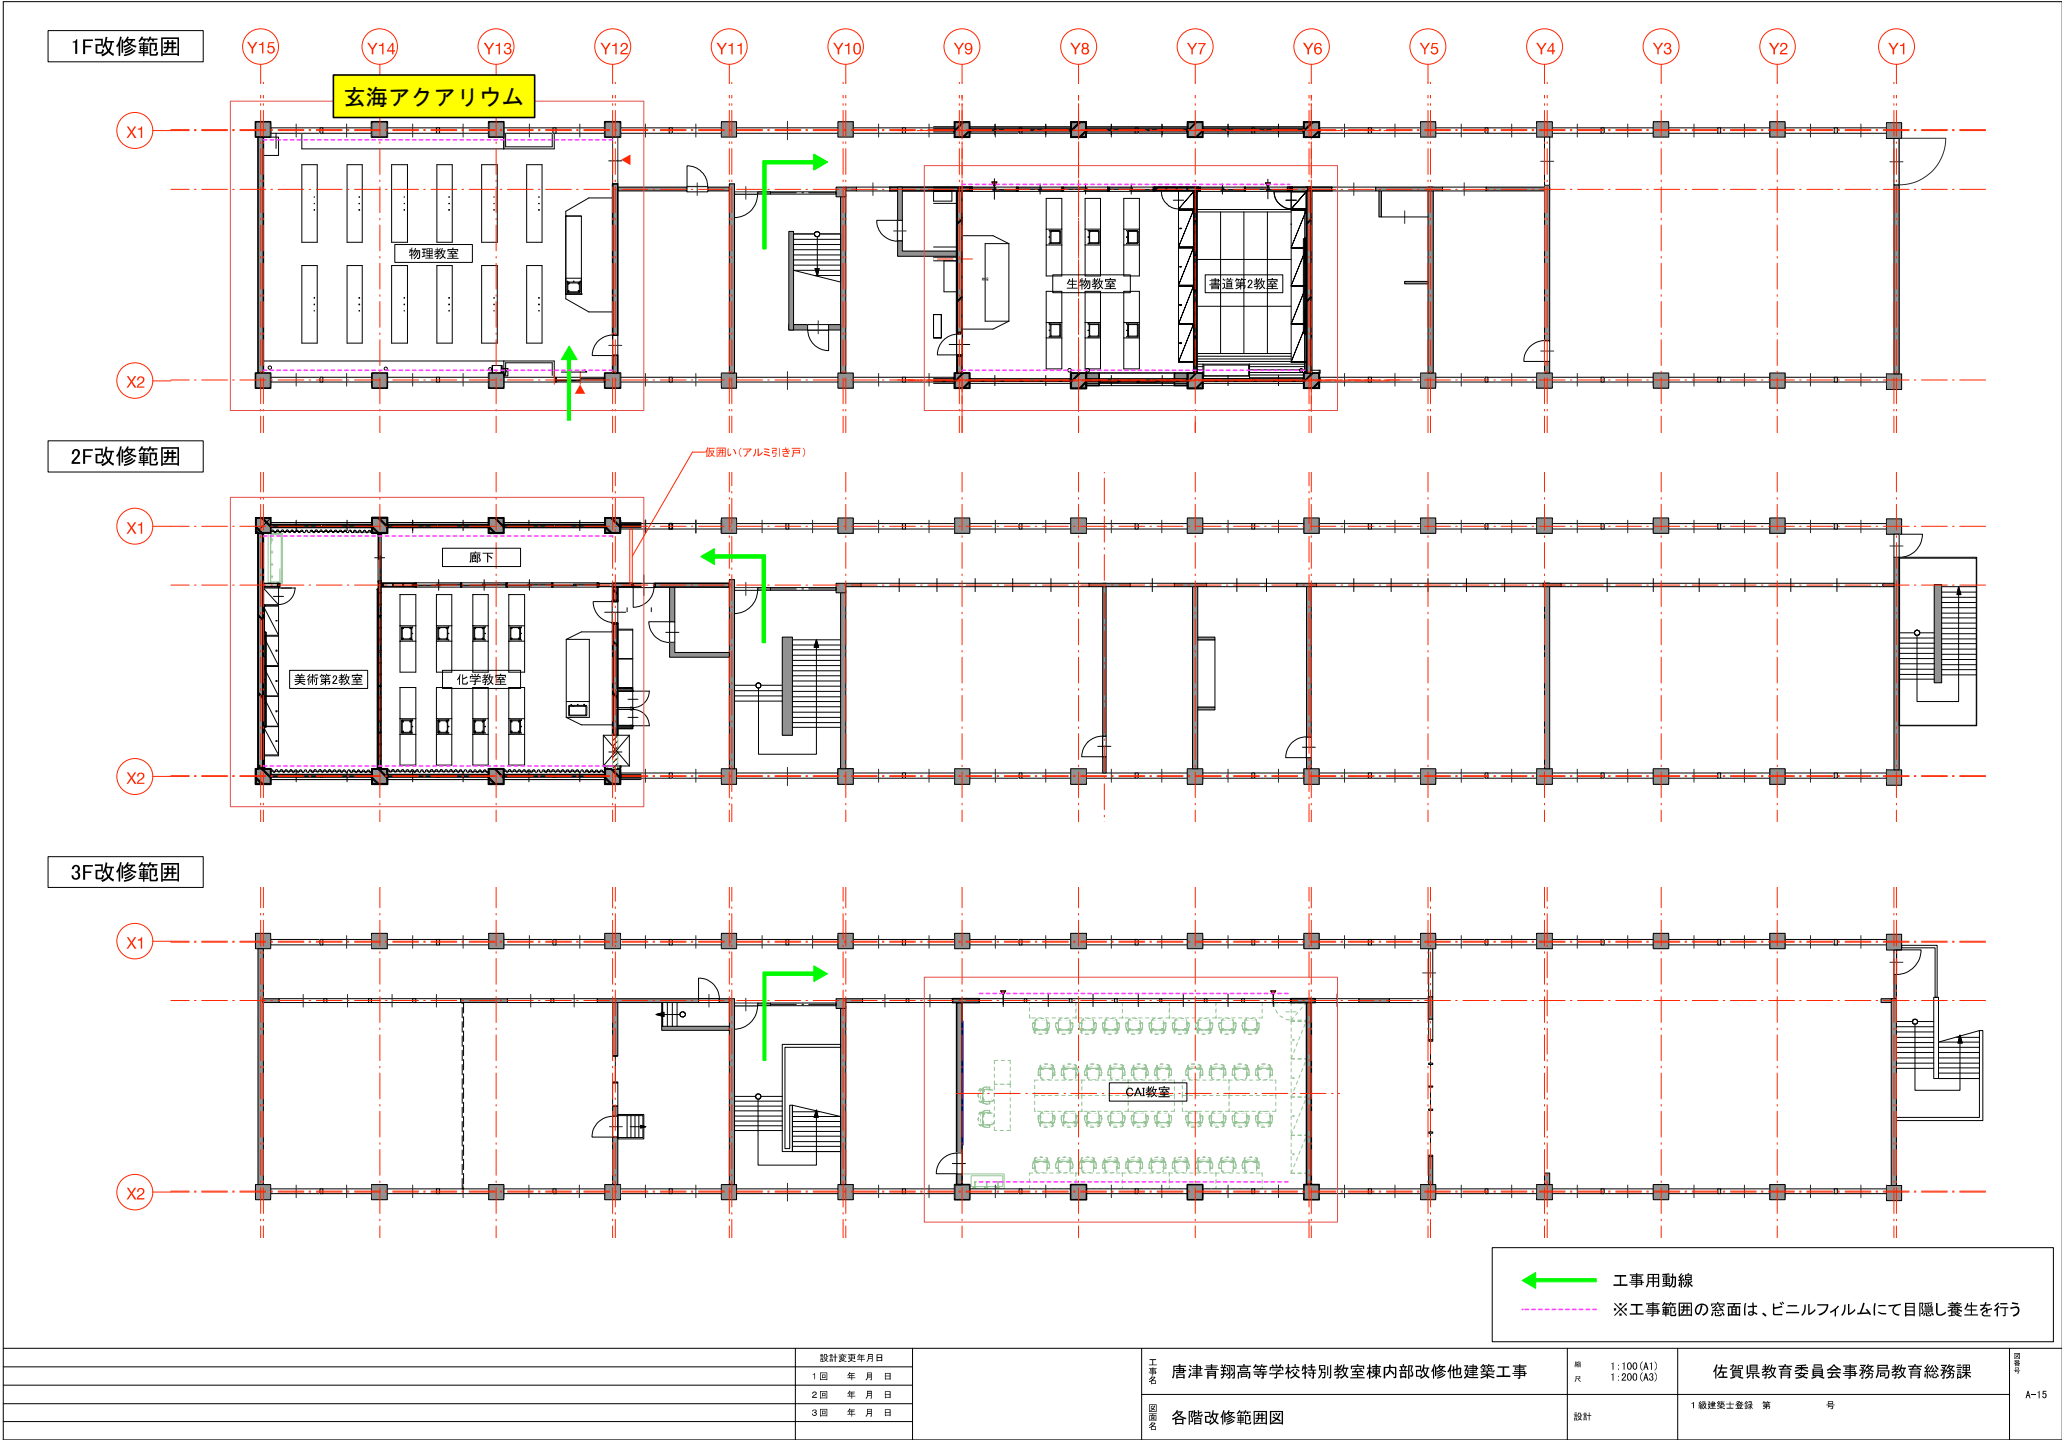 1F改修範囲
Y15 Y14 Y13 Y12 Y11 Y10 Y9 Y8 Y7 Y6 Y5 Y4 Y3 Y2 Y1
玄海アクアリウム
X1
物理教室
生物教室
書道第2教室
X2
2F改修範囲
仮囲い(アルミ引き戸)
X1
廊下
美術第2教室
化学教室
X2
3F改修範囲
X1
CAI教室
X2
工事用動線
※工事範囲の窓面は、ビニルフィルムにて目隠し養生を行う
設計変更年月日
1回 年 月 日
2回 年 月 日
3回 年 月 日
工事名 唐津青翔高等学校特別教室棟内部改修他建築工事
図面名 各階改修範囲図
縮尺 1:100(A1)
1:200(A3)
設計
佐賀県教育委員会事務局教育総務課
1級建築士登録 第 号
図番号
A-15